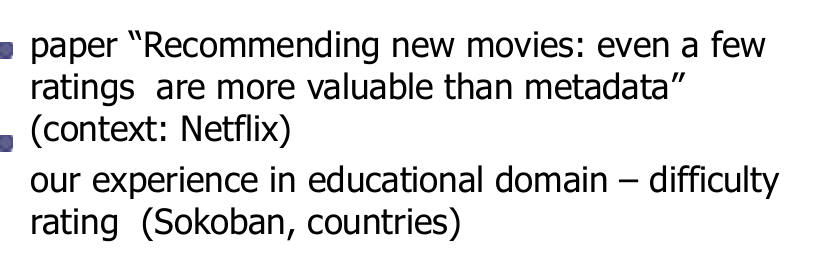 paper “Recommending new movies: even a few
ratings  are more valuable than metadata”
(context: Netflix)
our experience in educational domain – difficulty
rating  (Sokoban, countries)